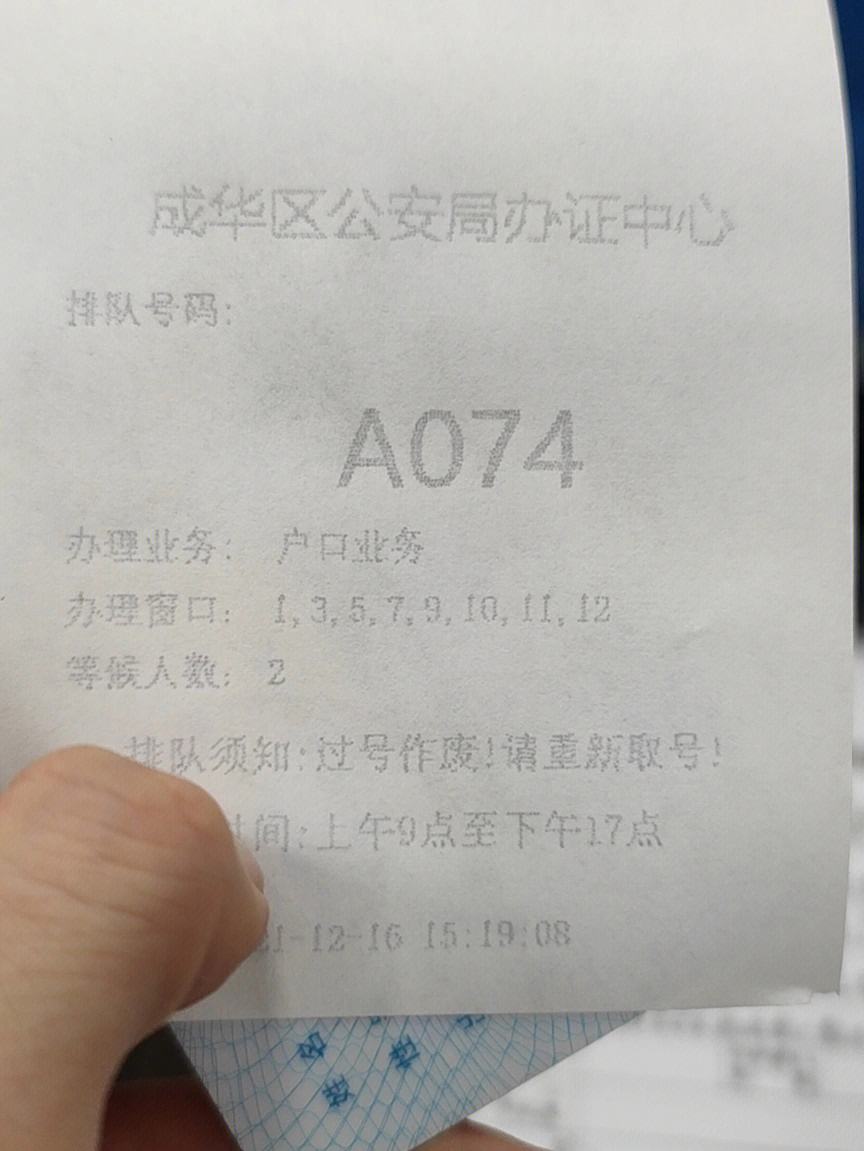 成华区公安局办证中心
排队号码:
A074
办理业务: 户口业务
办理窗口: 1,3,5,7,9,10,11,12
等候人数: 2
排队须知:过号作废!请重新取号!
时间:上午9点至下午17点
21-12-16 15:19:08